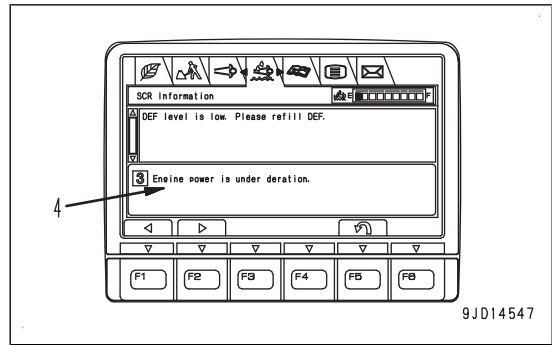 SCR Information
E F
DEF level is low. Please refill DEF.
3 Engine power is under deration.
4
F1 F2 F3 F4 F5 F6
9JD14547